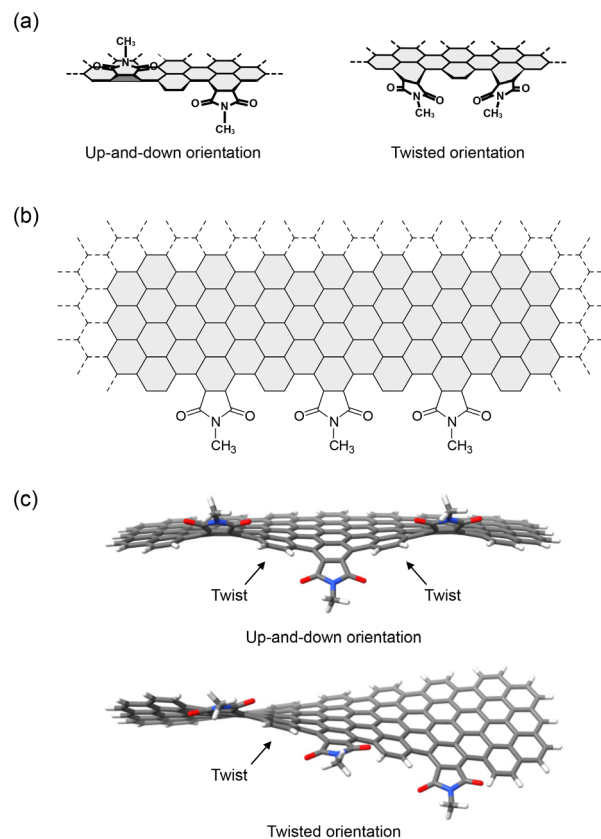 (a)
CH3
N
O O
O O
N
CH3
Up-and-down orientation
O O O O
N N
CH3 CH3
Twisted orientation
(b)
O O O O O O
N N N
CH3 CH3 CH3
(c)
Twist Twist
Up-and-down orientation
Twist
Twisted orientation